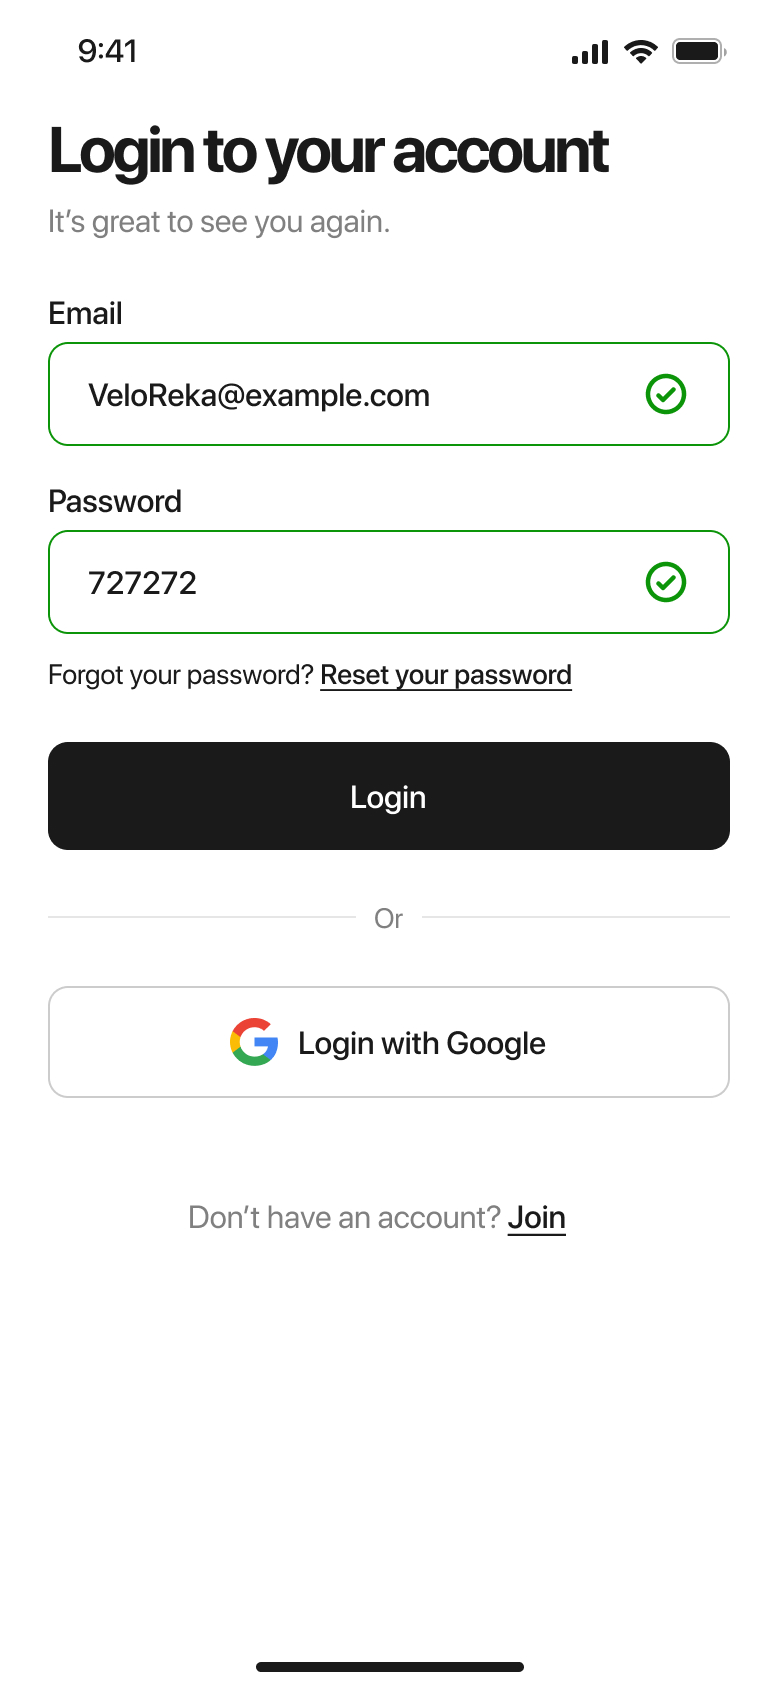 9:41
Login to your account
It’s great to see you again.
Email
VeloReka@example.com
Password
727272
Forgot your password? Reset your password
Login
Or
Login with Google
Don’t have an account? Join